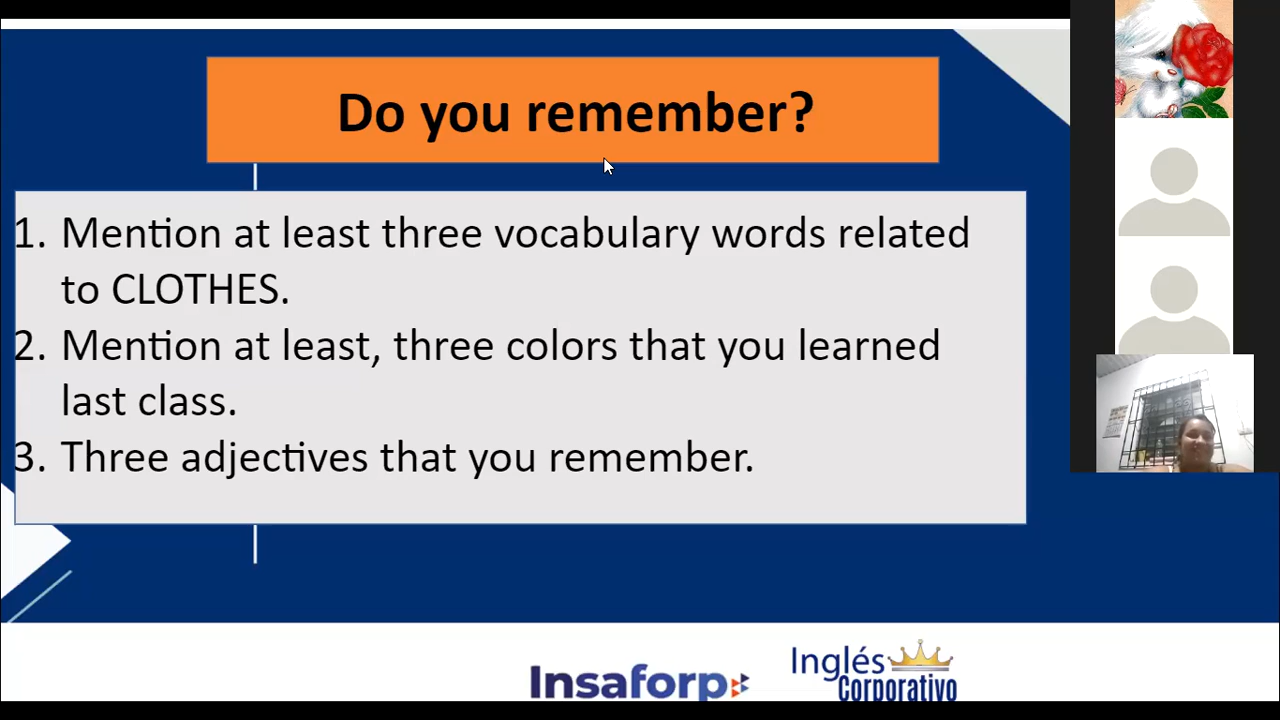 Do you remember?
1. Mention at least three vocabulary words related
to CLOTHES.
2. Mention at least, three colors that you learned
last class.
3. Three adjectives that you remember.
Insaforp
Inglés
Corporativo